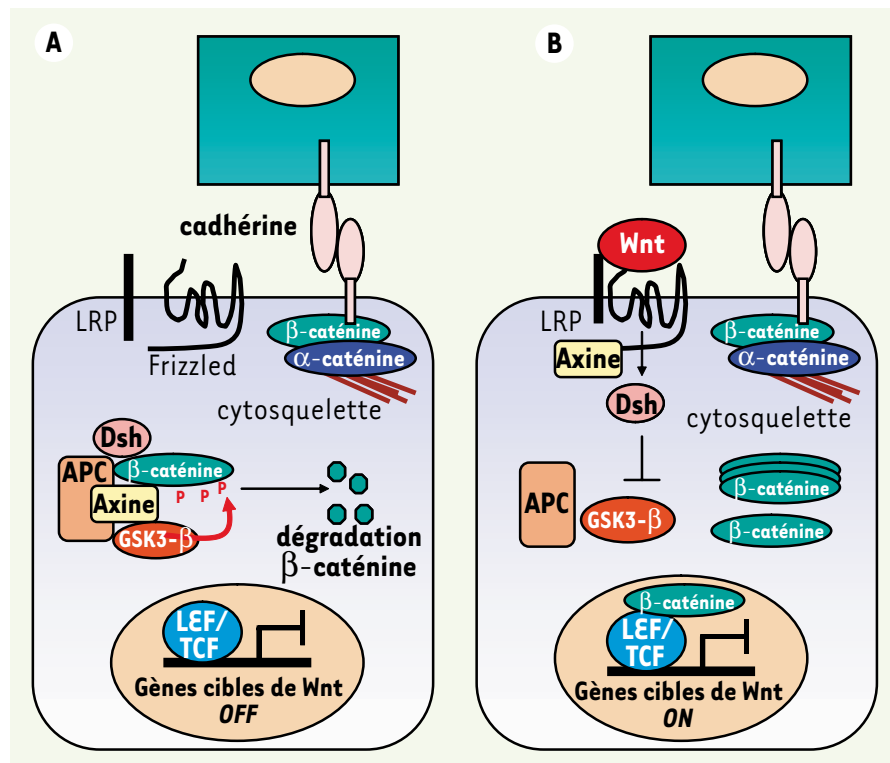 A
cadhérine
LRP
Frizzled
β-caténine
α-caténine
cytosquelette
Dsh
APC
β-caténine
P P P
Axine
GSK3-β
dégradation
β-caténine
LEF/
TCF
Gènes cibles de Wnt
OFF
B
Wnt
LRP
Axine
β-caténine
α-caténine
Dsh
cytosquelette
APC
GSK3-β
β-caténine
β-caténine
β-caténine
LEF/
TCF
Gènes cibles de Wnt
ON